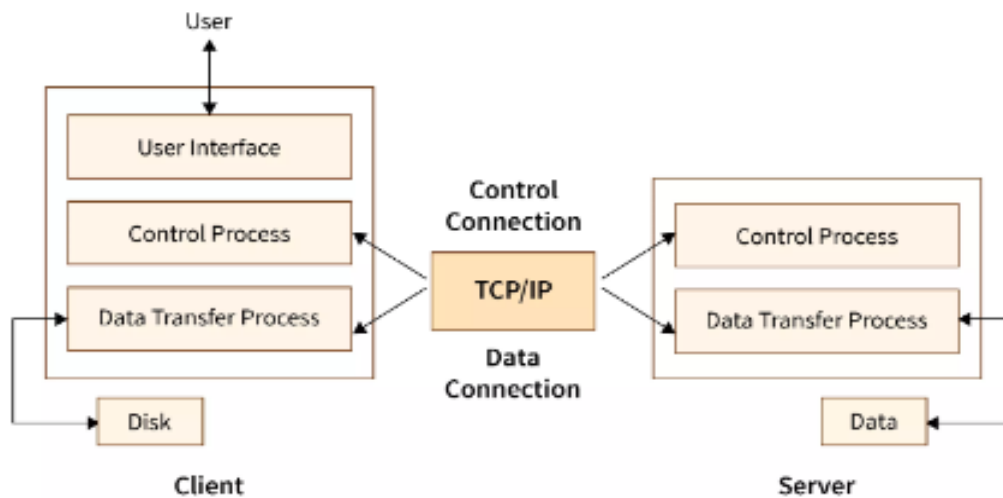 User
User Interface
Control Process
Data Transfer Process
Disk
Client
Control
Connection
TCP/IP
Data
Connection
Control Process
Data Transfer Process
Data
Server